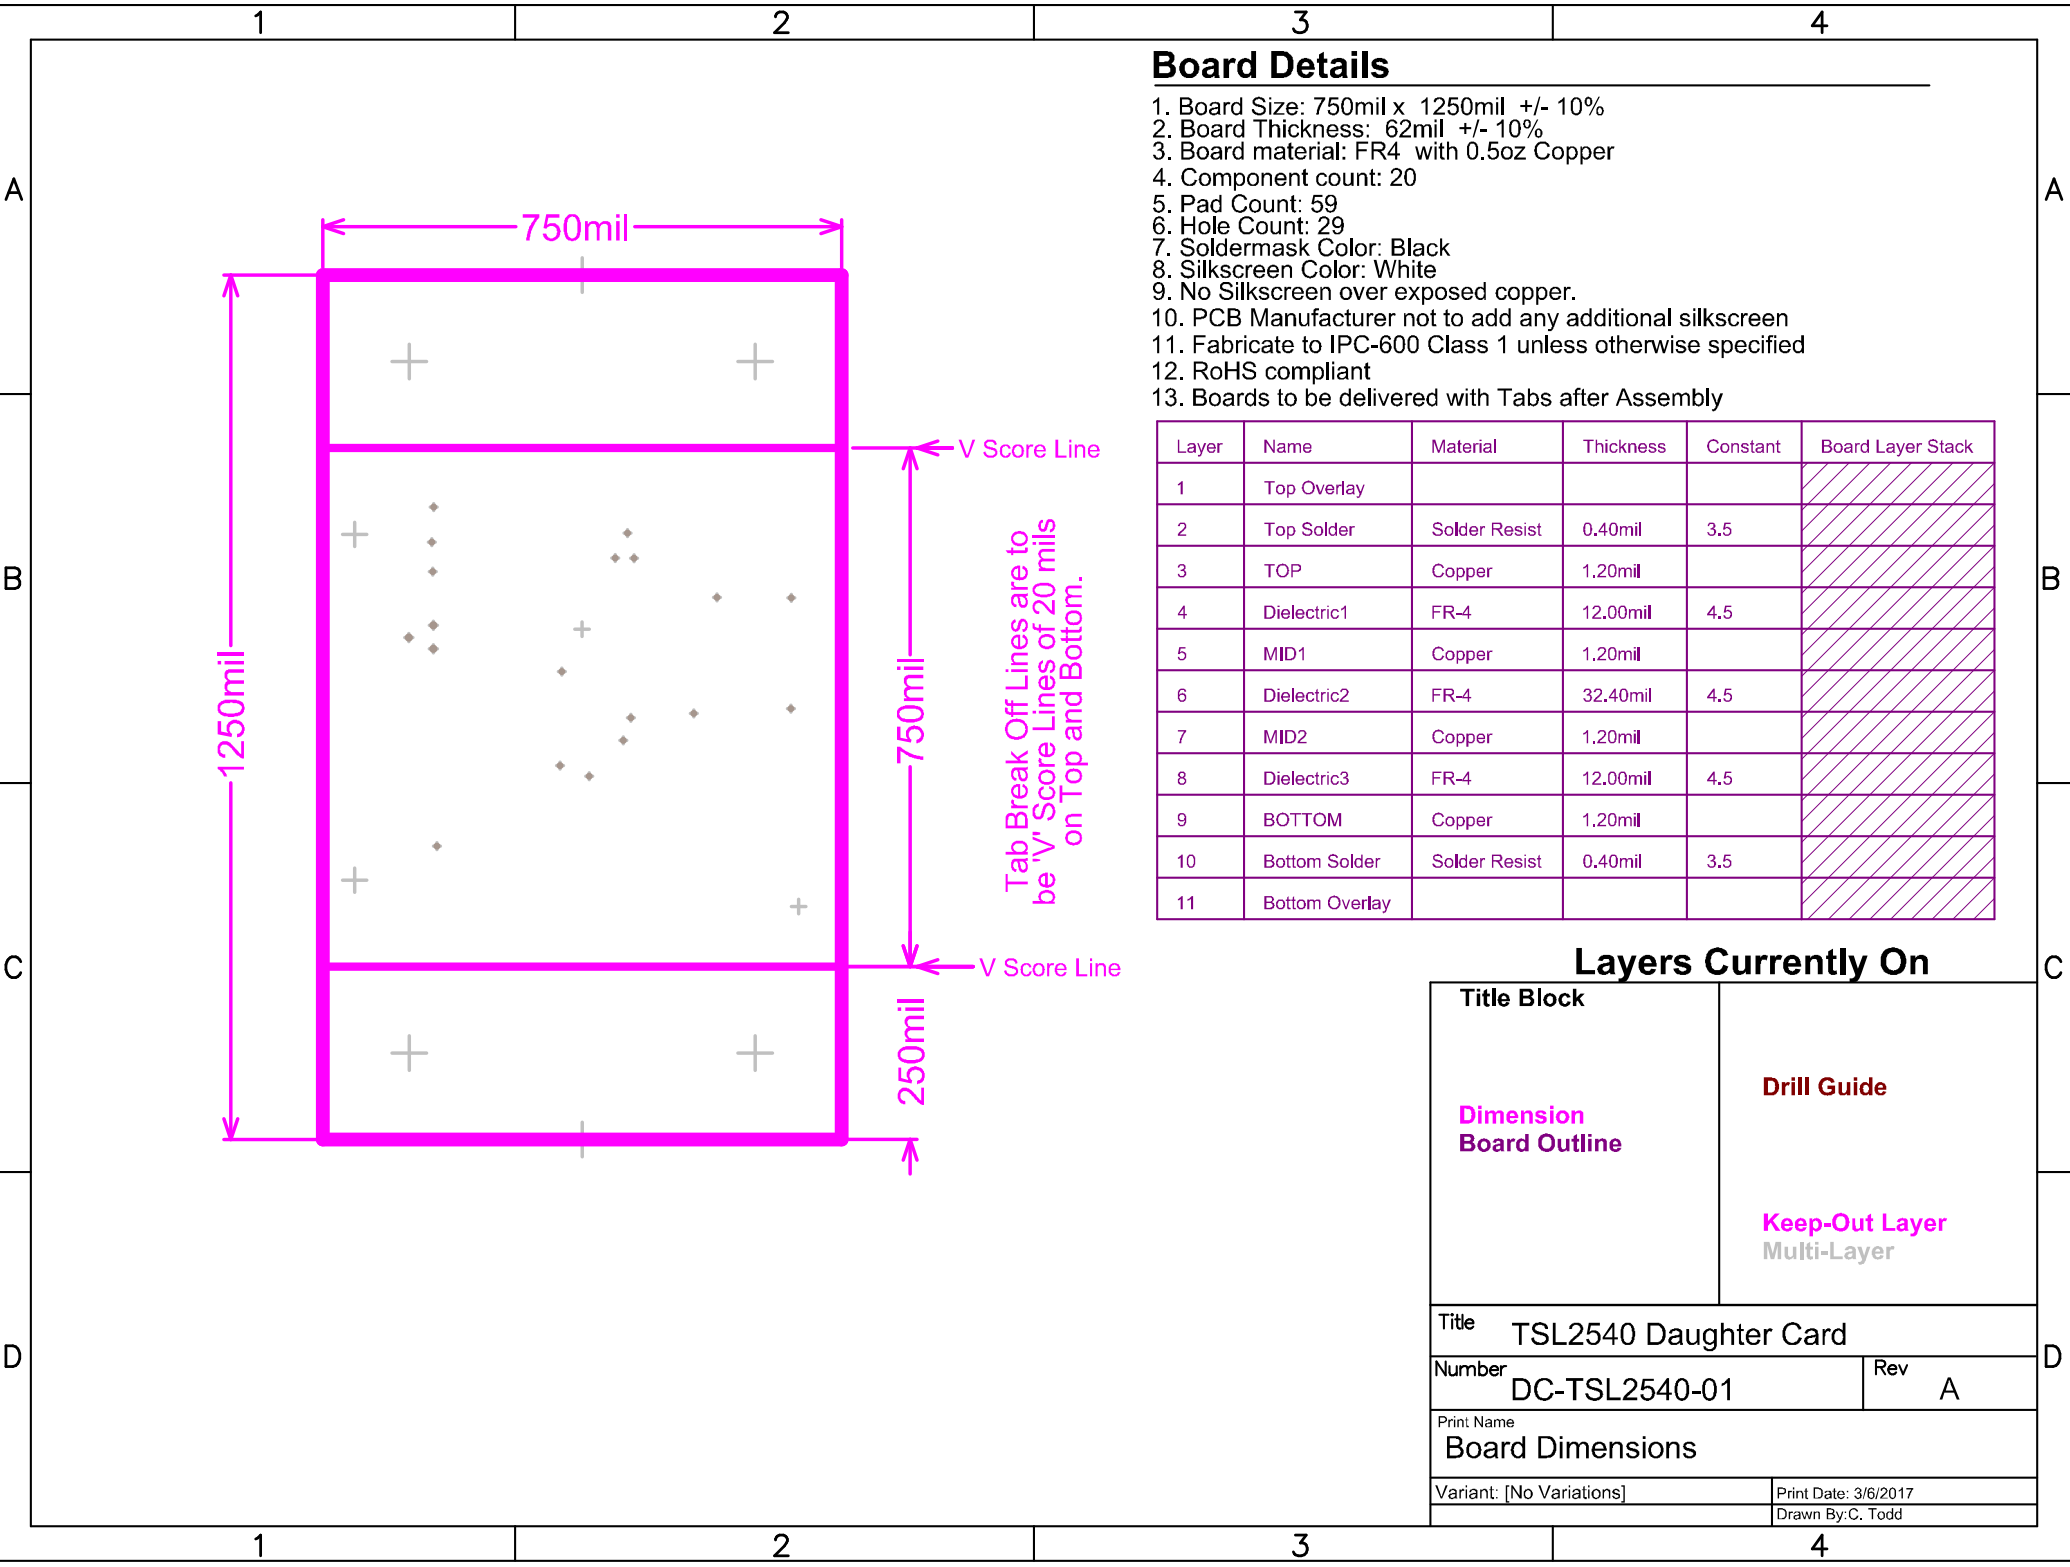 1 2 3 4
A A
B B
C C
D D
1 2 3 4
750mil
1250mil
V Score Line
750mil
Tab Break Off Lines are to
be 'V' Score Lines of 20 mils
on Top and Bottom.
V Score Line
250mil
Board Details
1. Board Size: 750mil x 1250mil +/- 10%
2. Board Thickness: 62mil +/- 10%
3. Board material: FR4 with 0.5oz Copper
4. Component count: 20
5. Pad Count: 59
6. Hole Count: 29
7. Soldermask Color: Black
8. Silkscreen Color: White
9. No Silkscreen over exposed copper.
10. PCB Manufacturer not to add any additional silkscreen
11. Fabricate to IPC-600 Class 1 unless otherwise specified
12. RoHS compliant
13. Boards to be delivered with Tabs after Assembly
Layer Name Material Thickness Constant Board Layer Stack
1 Top Overlay
2 Top Solder Solder Resist 0.40mil 3.5
3 TOP Copper 1.20mil
4 Dielectric1 FR-4 12.00mil 4.5
5 MID1 Copper 1.20mil
6 Dielectric2 FR-4 32.40mil 4.5
7 MID2 Copper 1.20mil
8 Dielectric3 FR-4 12.00mil 4.5
9 BOTTOM Copper 1.20mil
10 Bottom Solder Solder Resist 0.40mil 3.5
11 Bottom Overlay
Layers Currently On
Title Block
Drill Guide
Dimension
Board Outline
Keep-Out Layer
Multi-Layer
Title TSL2540 Daughter Card
Number DC-TSL2540-01 Rev A
Print Name
Board Dimensions
Variant: [No Variations] Print Date: 3/6/2017
Drawn By:C. Todd